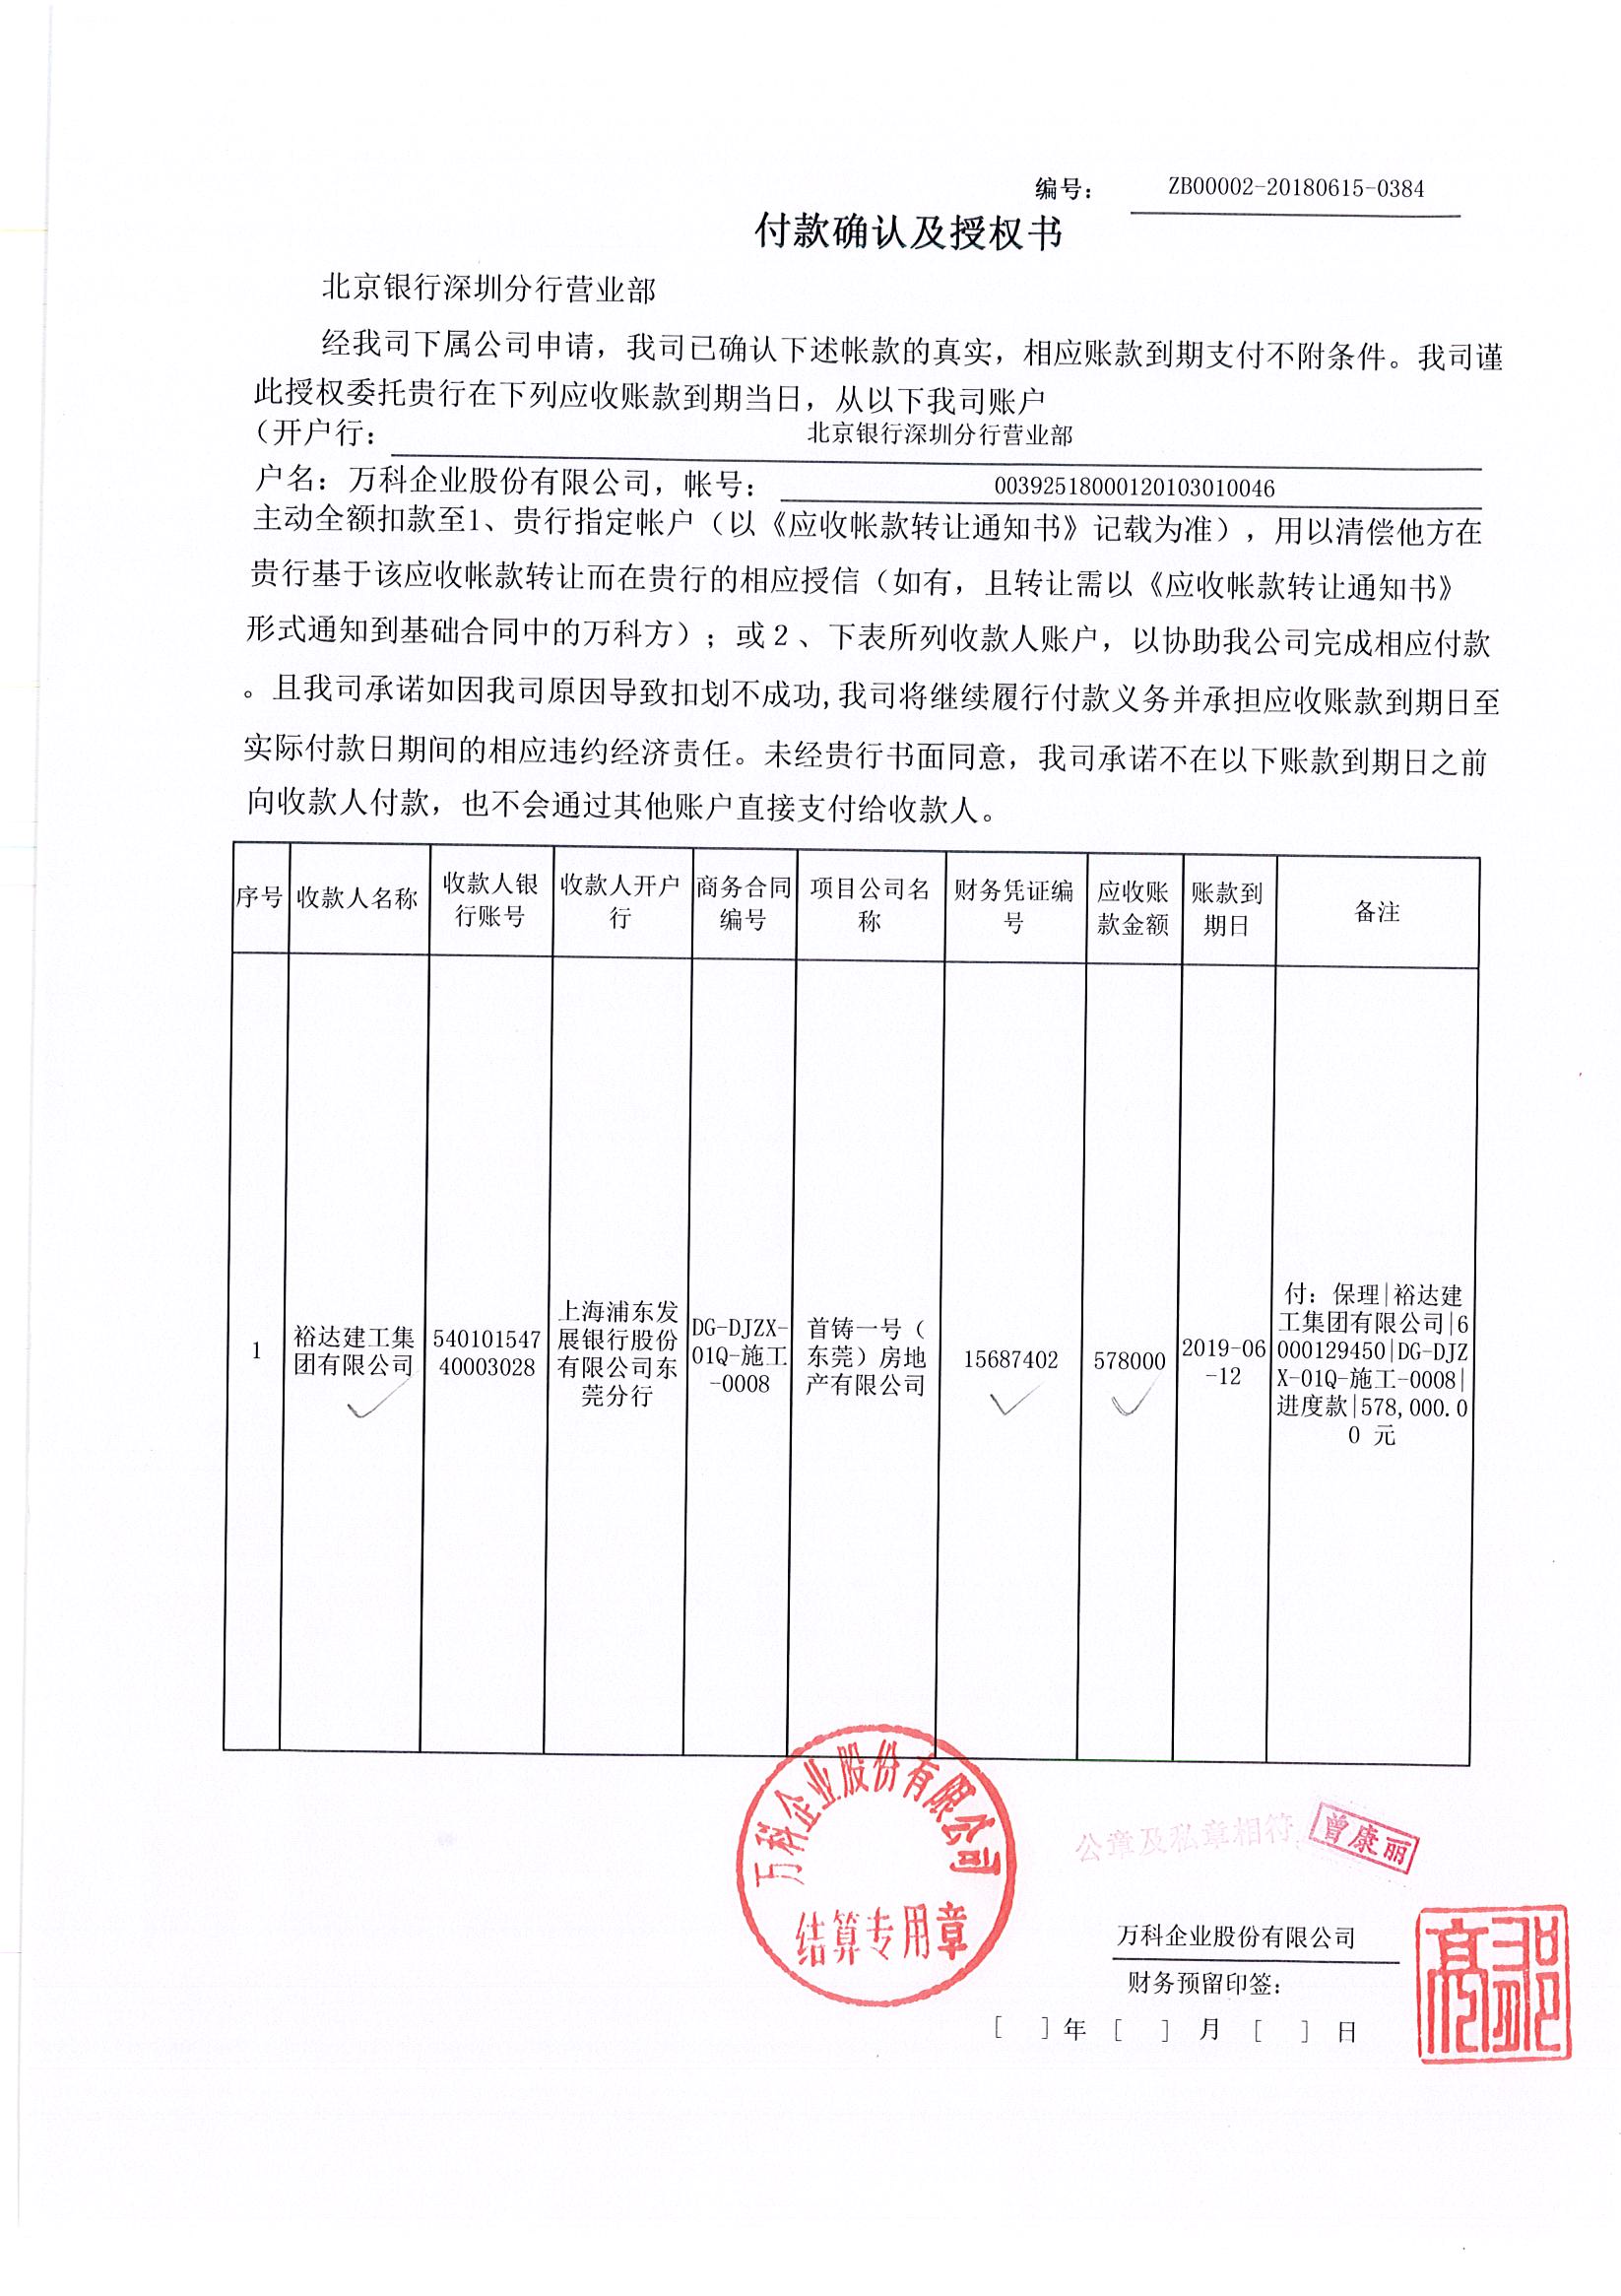 编号： ZB00002-20180615-0384
付款确认及授权书
北京银行深圳分行营业部
经我司下属公司申请，我司已确认下述帐款的真实，相应账款到期支付不附条件。我司谨
此授权委托贵行在下列应收账款到期当日，从以下我司账户
（开户行： 北京银行深圳分行营业部
户名：万科企业股份有限公司，帐号： 00392518000120103010046
主动全额扣款至1、贵行指定帐户（以《应收帐款转让通知书》记载为准），用以清偿他方在
贵行基于该应收帐款转让而在贵行的相应授信（如有，且转让需以《应收帐款转让通知书》
形式通知到基础合同中的万科方）；或2、下表所列收款人账户，以协助我公司完成相应付款
。且我司承诺如因我司原因导致扣划不成功,我司将继续履行付款义务并承担应收账款到期日至
实际付款日期间的相应违约经济责任。未经贵行书面同意，我司承诺不在以下账款到期日之前
向收款人付款，也不会通过其他账户直接支付给收款人。
序号
收款人名称
收款人银
行账号
收款人开户
行
商务合同
编号
项目公司名
称
财务凭证编
号
应收账
款金额
账款到
期日
备注
1
裕达建工集
团有限公司
540101547
40003028
上海浦东发
展银行股份
有限公司东
莞分行
DG-DJZX-
01Q-施工
-0008
首铸一号（
东莞）房地
产有限公司
15687402
578000
2019-06
-12
付：保理|裕达建
工集团有限公司|6
000129450|DG-DJZ
X-01Q-施工-0008|
进度款|578,000.0
0 元
万科企业股份有限公司
结算专用章
公章及私章相符
曾康丽
万科企业股份有限公司
财务预留印签：
[ ]年 [ ] 月 [ ] 日